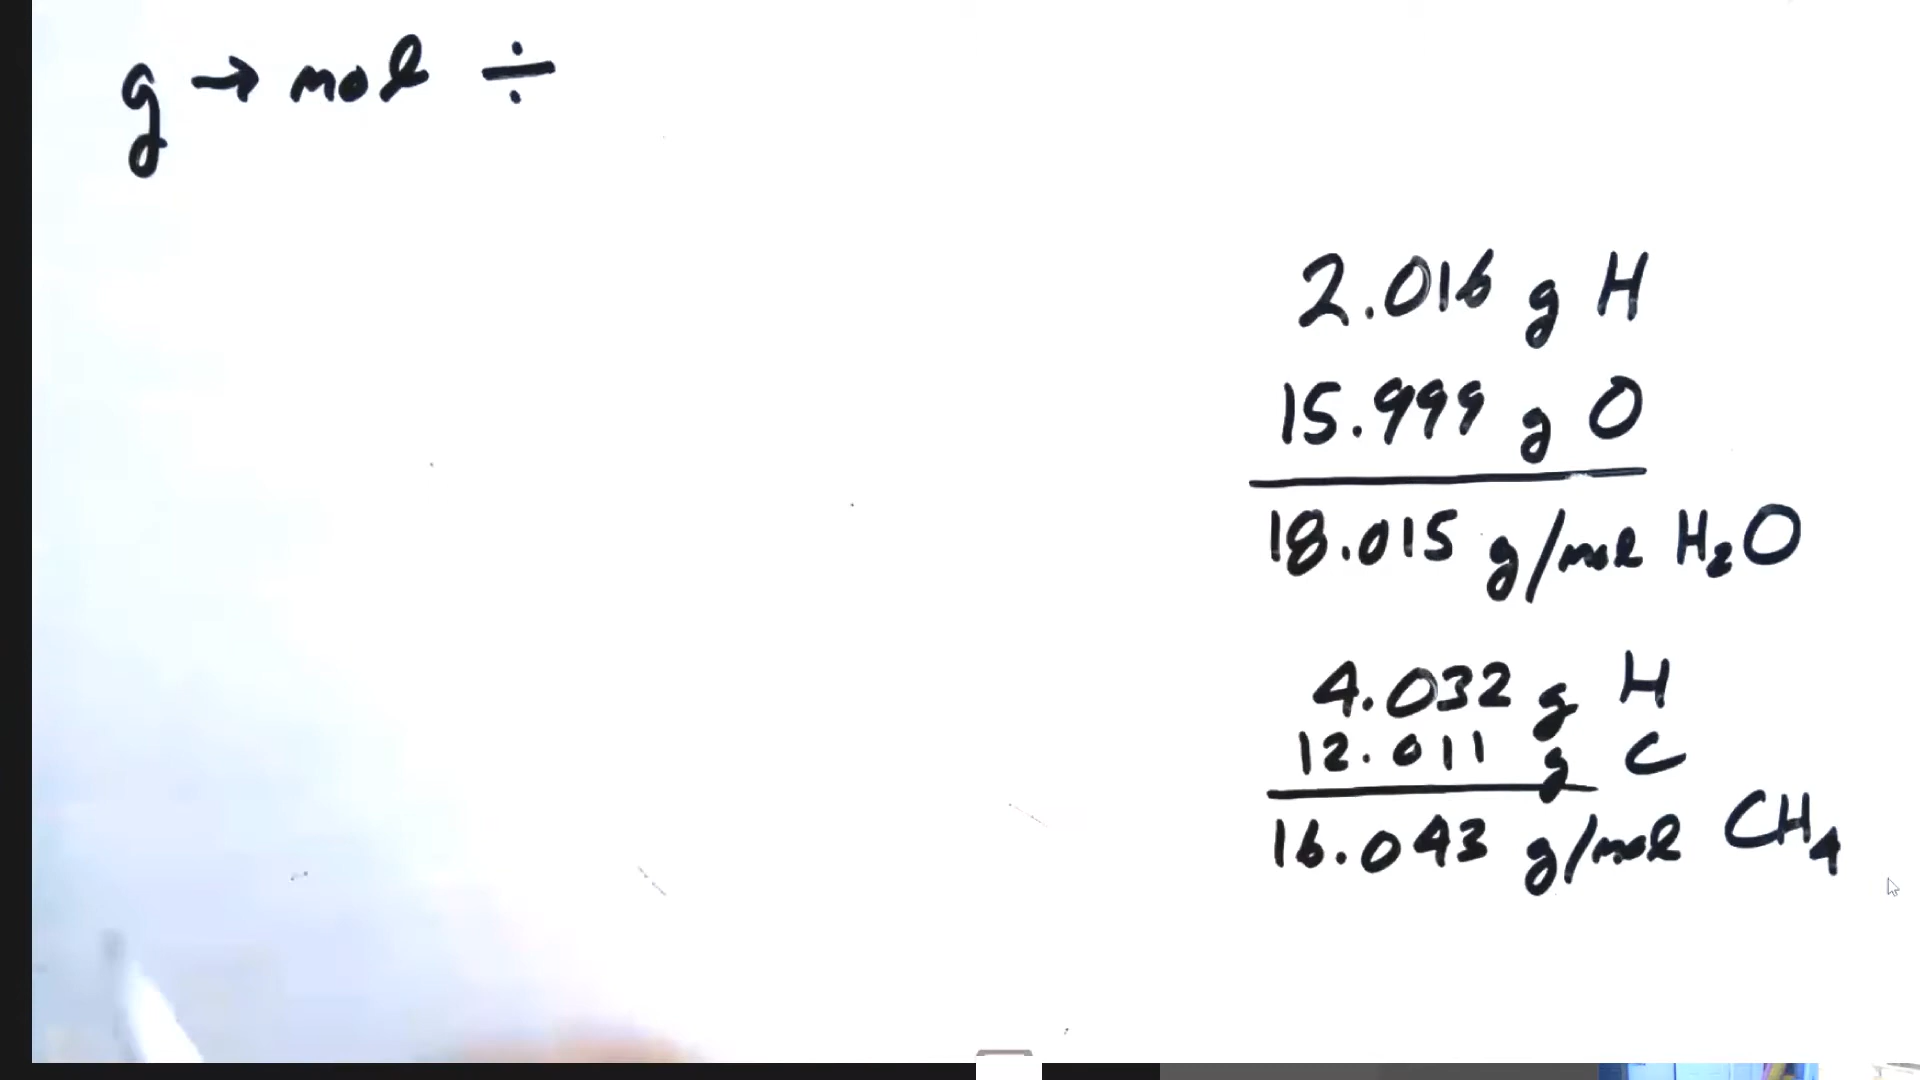 g → mol ÷
2.016 g H
15.999 g O
18.015 g/mol H₂O
4.032 g H
12.011 g C
16.043 g/mol CH₄